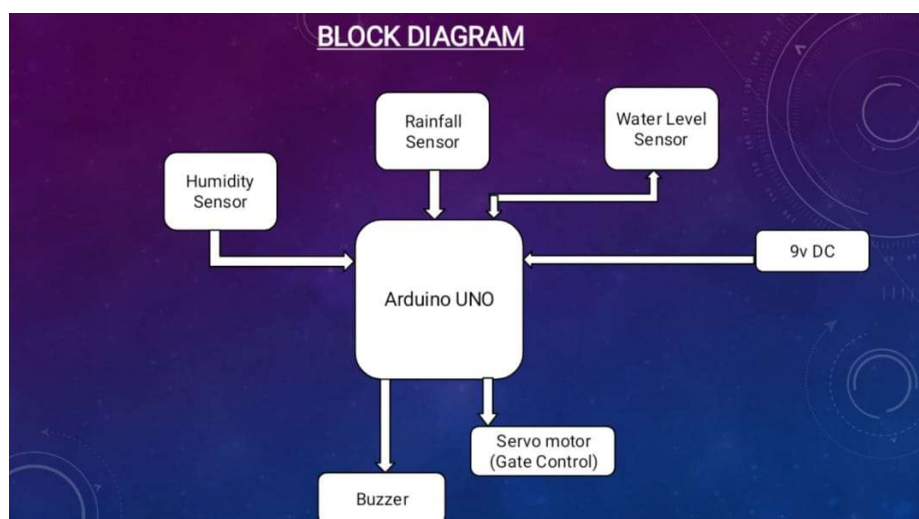 BLOCK DIAGRAM
Rainfall
Sensor
Water Level
Sensor
Humidity
Sensor
9v DC
Arduino UNO
Servo motor
(Gate Control)
Buzzer